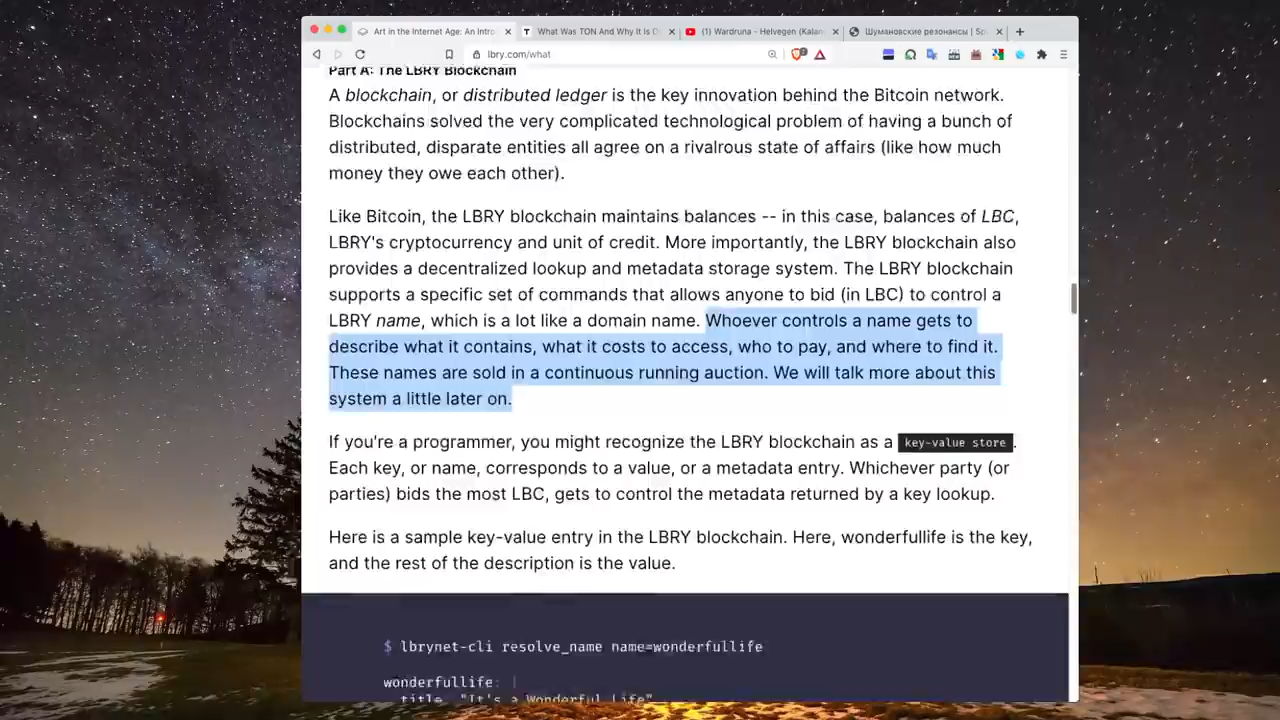 Art in the Internet Age: An Intro
What Was TON And Why It Is O
(1) Wardruna - Helvegen (Kalan
Шумановские резонансы | Sp
lbry.com/what
Part A: The LBRY Blockchain
A blockchain, or distributed ledger is the key innovation behind the Bitcoin network.
Blockchains solved the very complicated technological problem of having a bunch of
distributed, disparate entities all agree on a rivalrous state of affairs (like how much
money they owe each other).
Like Bitcoin, the LBRY blockchain maintains balances -- in this case, balances of LBC,
LBRY's cryptocurrency and unit of credit. More importantly, the LBRY blockchain also
provides a decentralized lookup and metadata storage system. The LBRY blockchain
supports a specific set of commands that allows anyone to bid (in LBC) to control a
LBRY name, which is a lot like a domain name. Whoever controls a name gets to
describe what it contains, what it costs to access, who to pay, and where to find it.
These names are sold in a continuous running auction. We will talk more about this
system a little later on.
If you're a programmer, you might recognize the LBRY blockchain as a key-value store.
Each key, or name, corresponds to a value, or a metadata entry. Whichever party (or
parties) bids the most LBC, gets to control the metadata returned by a key lookup.
Here is a sample key-value entry in the LBRY blockchain. Here, wonderfullife is the key,
and the rest of the description is the value.
$ lbrynet-cli resolve_name name=wonderfullife
wonderfullife: |
title "It's a Wonderful Life"